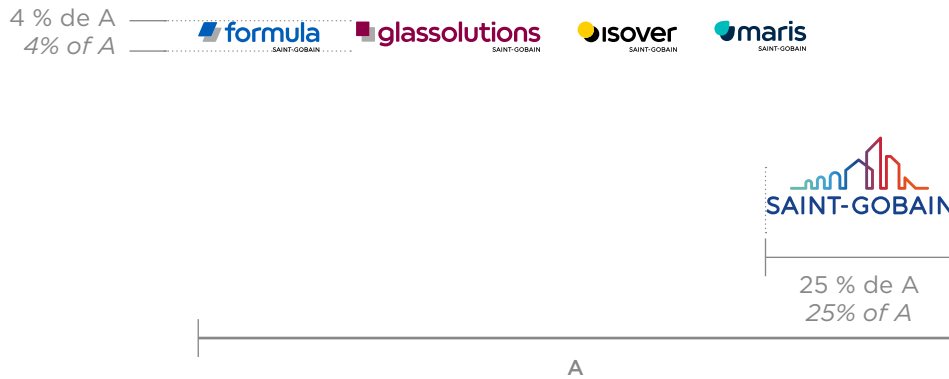 4 % de A
4% of A
formula
SAINT-GOBAIN
glassolutions
SAINT-GOBAIN
isover
SAINT-GOBAIN
maris
SAINT-GOBAIN
SAINT-GOBAIN
25 % de A
25% of A
A